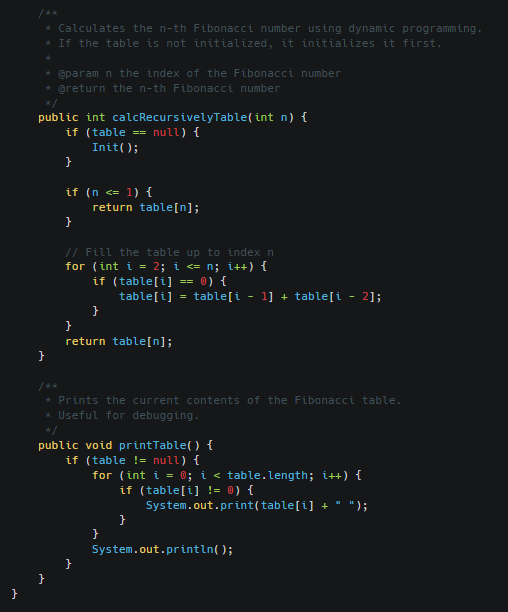 /**
 * Calculates the n-th Fibonacci number using dynamic programming.
 * If the table is not initialized, it initializes it first.
 *
 * @param n the index of the Fibonacci number
 * @return the n-th Fibonacci number
 */
public int calcRecursivelyTable(int n) {
    if (table == null) {
        Init();
    }

    if (n <= 1) {
        return table[n];
    }

    // Fill the table up to index n
    for (int i = 2; i <= n; i++) {
        if (table[i] == 0) {
            table[i] = table[i - 1] + table[i - 2];
        }
    }
    return table[n];
}

/**
 * Prints the current contents of the Fibonacci table.
 * Useful for debugging.
 */
public void printTable() {
    if (table != null) {
        for (int i = 0; i < table.length; i++) {
            if (table[i] != 0) {
                System.out.print(table[i] + " ");
            }
        }
        System.out.println();
    }
}
}